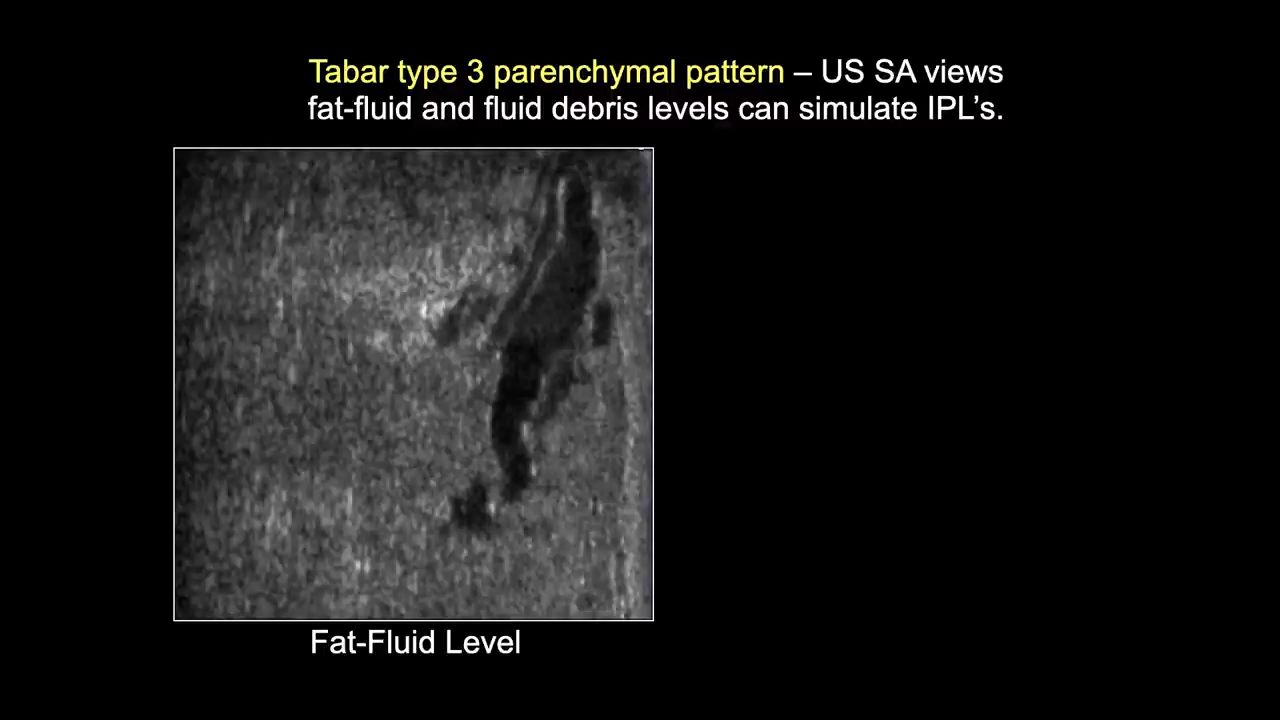 Tabar type 3 parenchymal pattern – US SA views
fat-fluid and fluid debris levels can simulate IPL’s.
Fat-Fluid Level